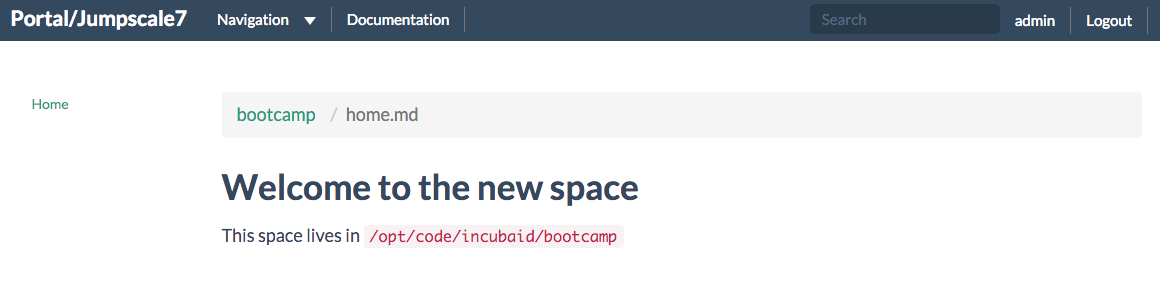 Portal/Jumpscale7 Navigation Documentation Search admin Logout
Home
bootcamp / home.md
Welcome to the new space
This space lives in /opt/code/incubaid/bootcamp